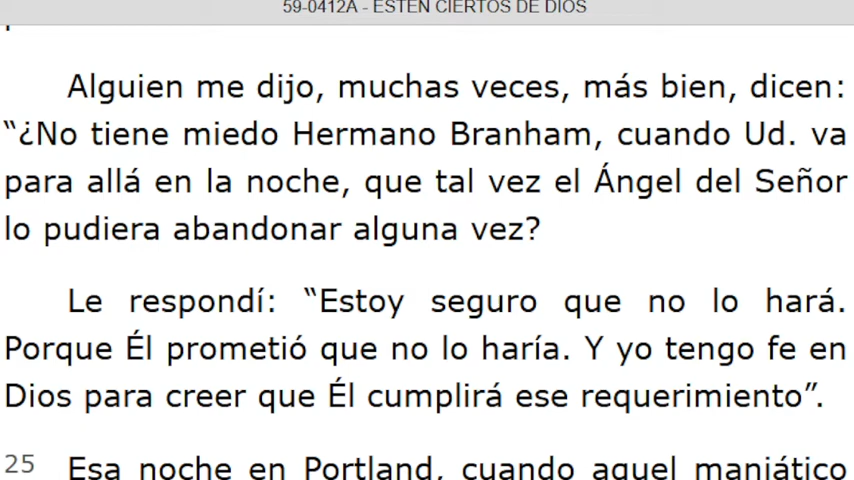 59-0412A - ESTEN CIERTOS DE DIOS
Alguien me dijo, muchas veces, más bien, dicen:
“¿No tiene miedo Hermano Branham, cuando Ud. va
para allá en la noche, que tal vez el Ángel del Señor
lo pudiera abandonar alguna vez?
Le respondí: “Estoy seguro que no lo hará.
Porque Él prometió que no lo haría. Y yo tengo fe en
Dios para creer que Él cumplirá ese requerimiento”.
25 Esa noche en Portland, cuando aquel maniático